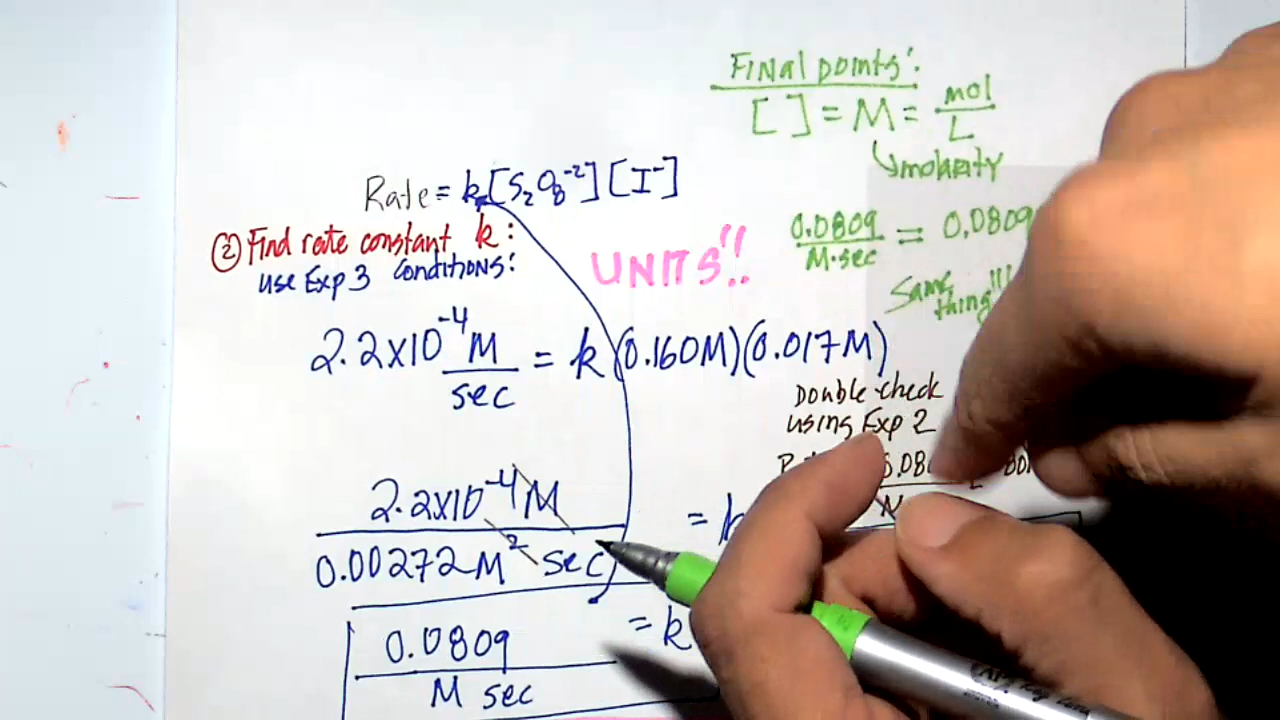 Final points:
[ ] = M = mol
L
molarity
Rate = k[S₂O₈⁻²][I⁻]
② Find rate constant k:
use Exp 3 conditions:
UNITS!!
0.0809 = 0.0809
M·sec
Same
thing!!!
2.2x10⁻⁴ M = k(0.160M)(0.017M)
sec
Double-check
using Exp 2
2.2x10⁻⁴ M = k
0.00272 M² sec
0.0809 = k
M sec